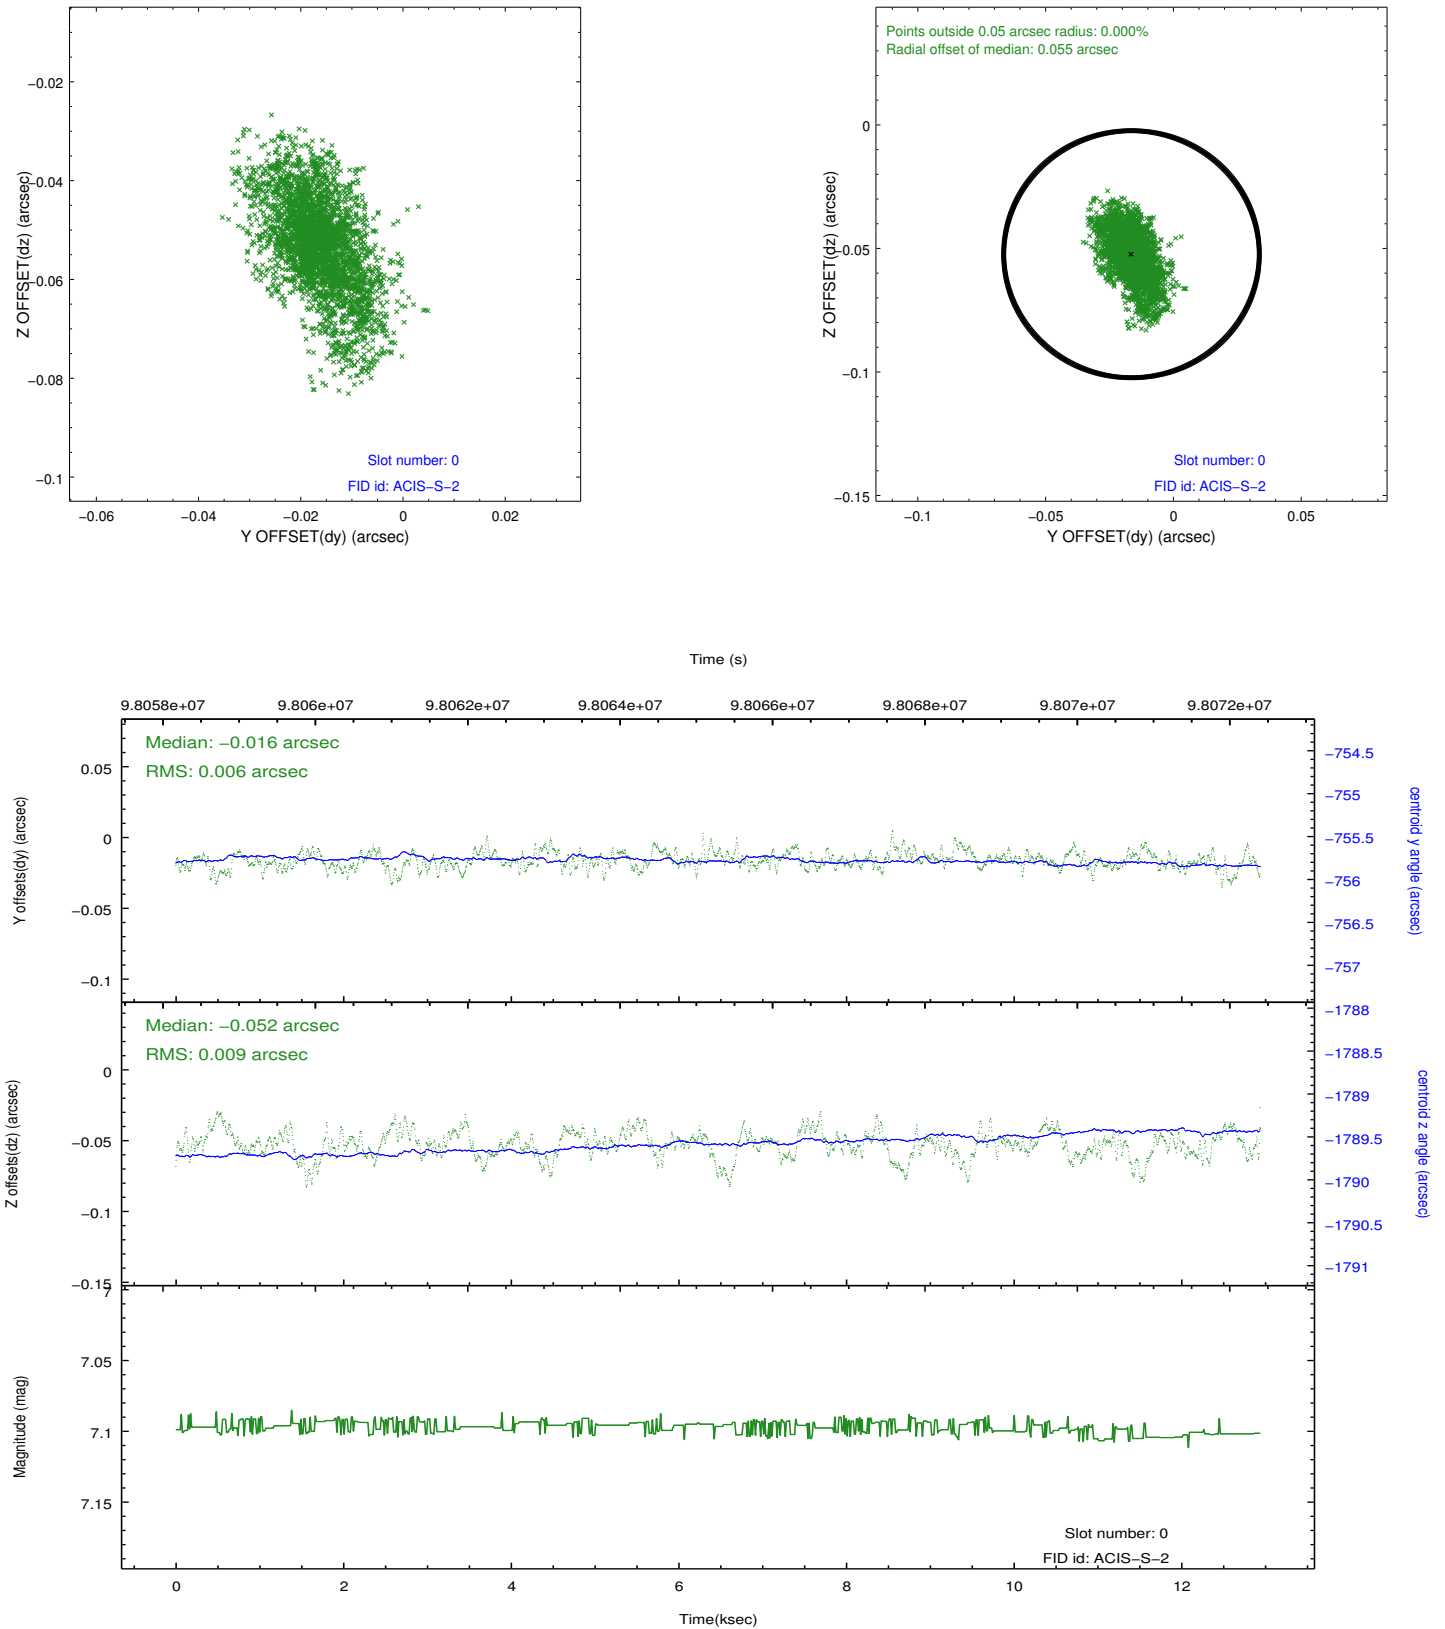 −0.02
−0.04
−0.06
−0.08
−0.1
Z OFFSET(dz) (arcsec)
Slot number: 0
FID id: ACIS−S−2
−0.06
−0.04
−0.02
0
0.02
Y OFFSET(dy) (arcsec)
Points outside 0.05 arcsec radius: 0.000%
Radial offset of median: 0.055 arcsec
0
−0.05
−0.1
−0.15
Z OFFSET(dz) (arcsec)
Slot number: 0
FID id: ACIS−S−2
−0.1
−0.05
0
0.05
Y OFFSET(dy) (arcsec)
Time (s)
9.8058e+07
9.806e+07
9.8062e+07
9.8064e+07
9.8066e+07
9.8068e+07
9.807e+07
9.8072e+07
Median: −0.016 arcsec
RMS: 0.006 arcsec
0.05
0
−0.05
−0.1
Y offsets(dy) (arcsec)
−754.5
−755
−755.5
−756
−756.5
−757
centroid y angle (arcsec)
Median: −0.052 arcsec
RMS: 0.009 arcsec
0
−0.05
−0.1
−0.15
Z offsets(dz) (arcsec)
−1788
−1788.5
−1789
−1789.5
−1790
−1790.5
−1791
centroid z angle (arcsec)
7
7.05
7.1
7.15
Magnitude (mag)
Slot number: 0
FID id: ACIS−S−2
0
2
4
6
8
10
12
Time(ksec)